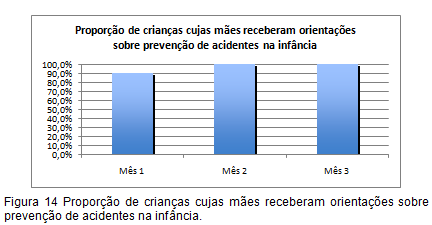 Proporção de crianças cujas mães receberam orientações
sobre prevenção de acidentes na infância
100,0%
90,0%
80,0%
70,0%
60,0%
50,0%
40,0%
30,0%
20,0%
10,0%
0,0%
Mês 1 Mês 2 Mês 3
Figura 14 Proporção de crianças cujas mães receberam orientações sobre
prevenção de acidentes na infância.